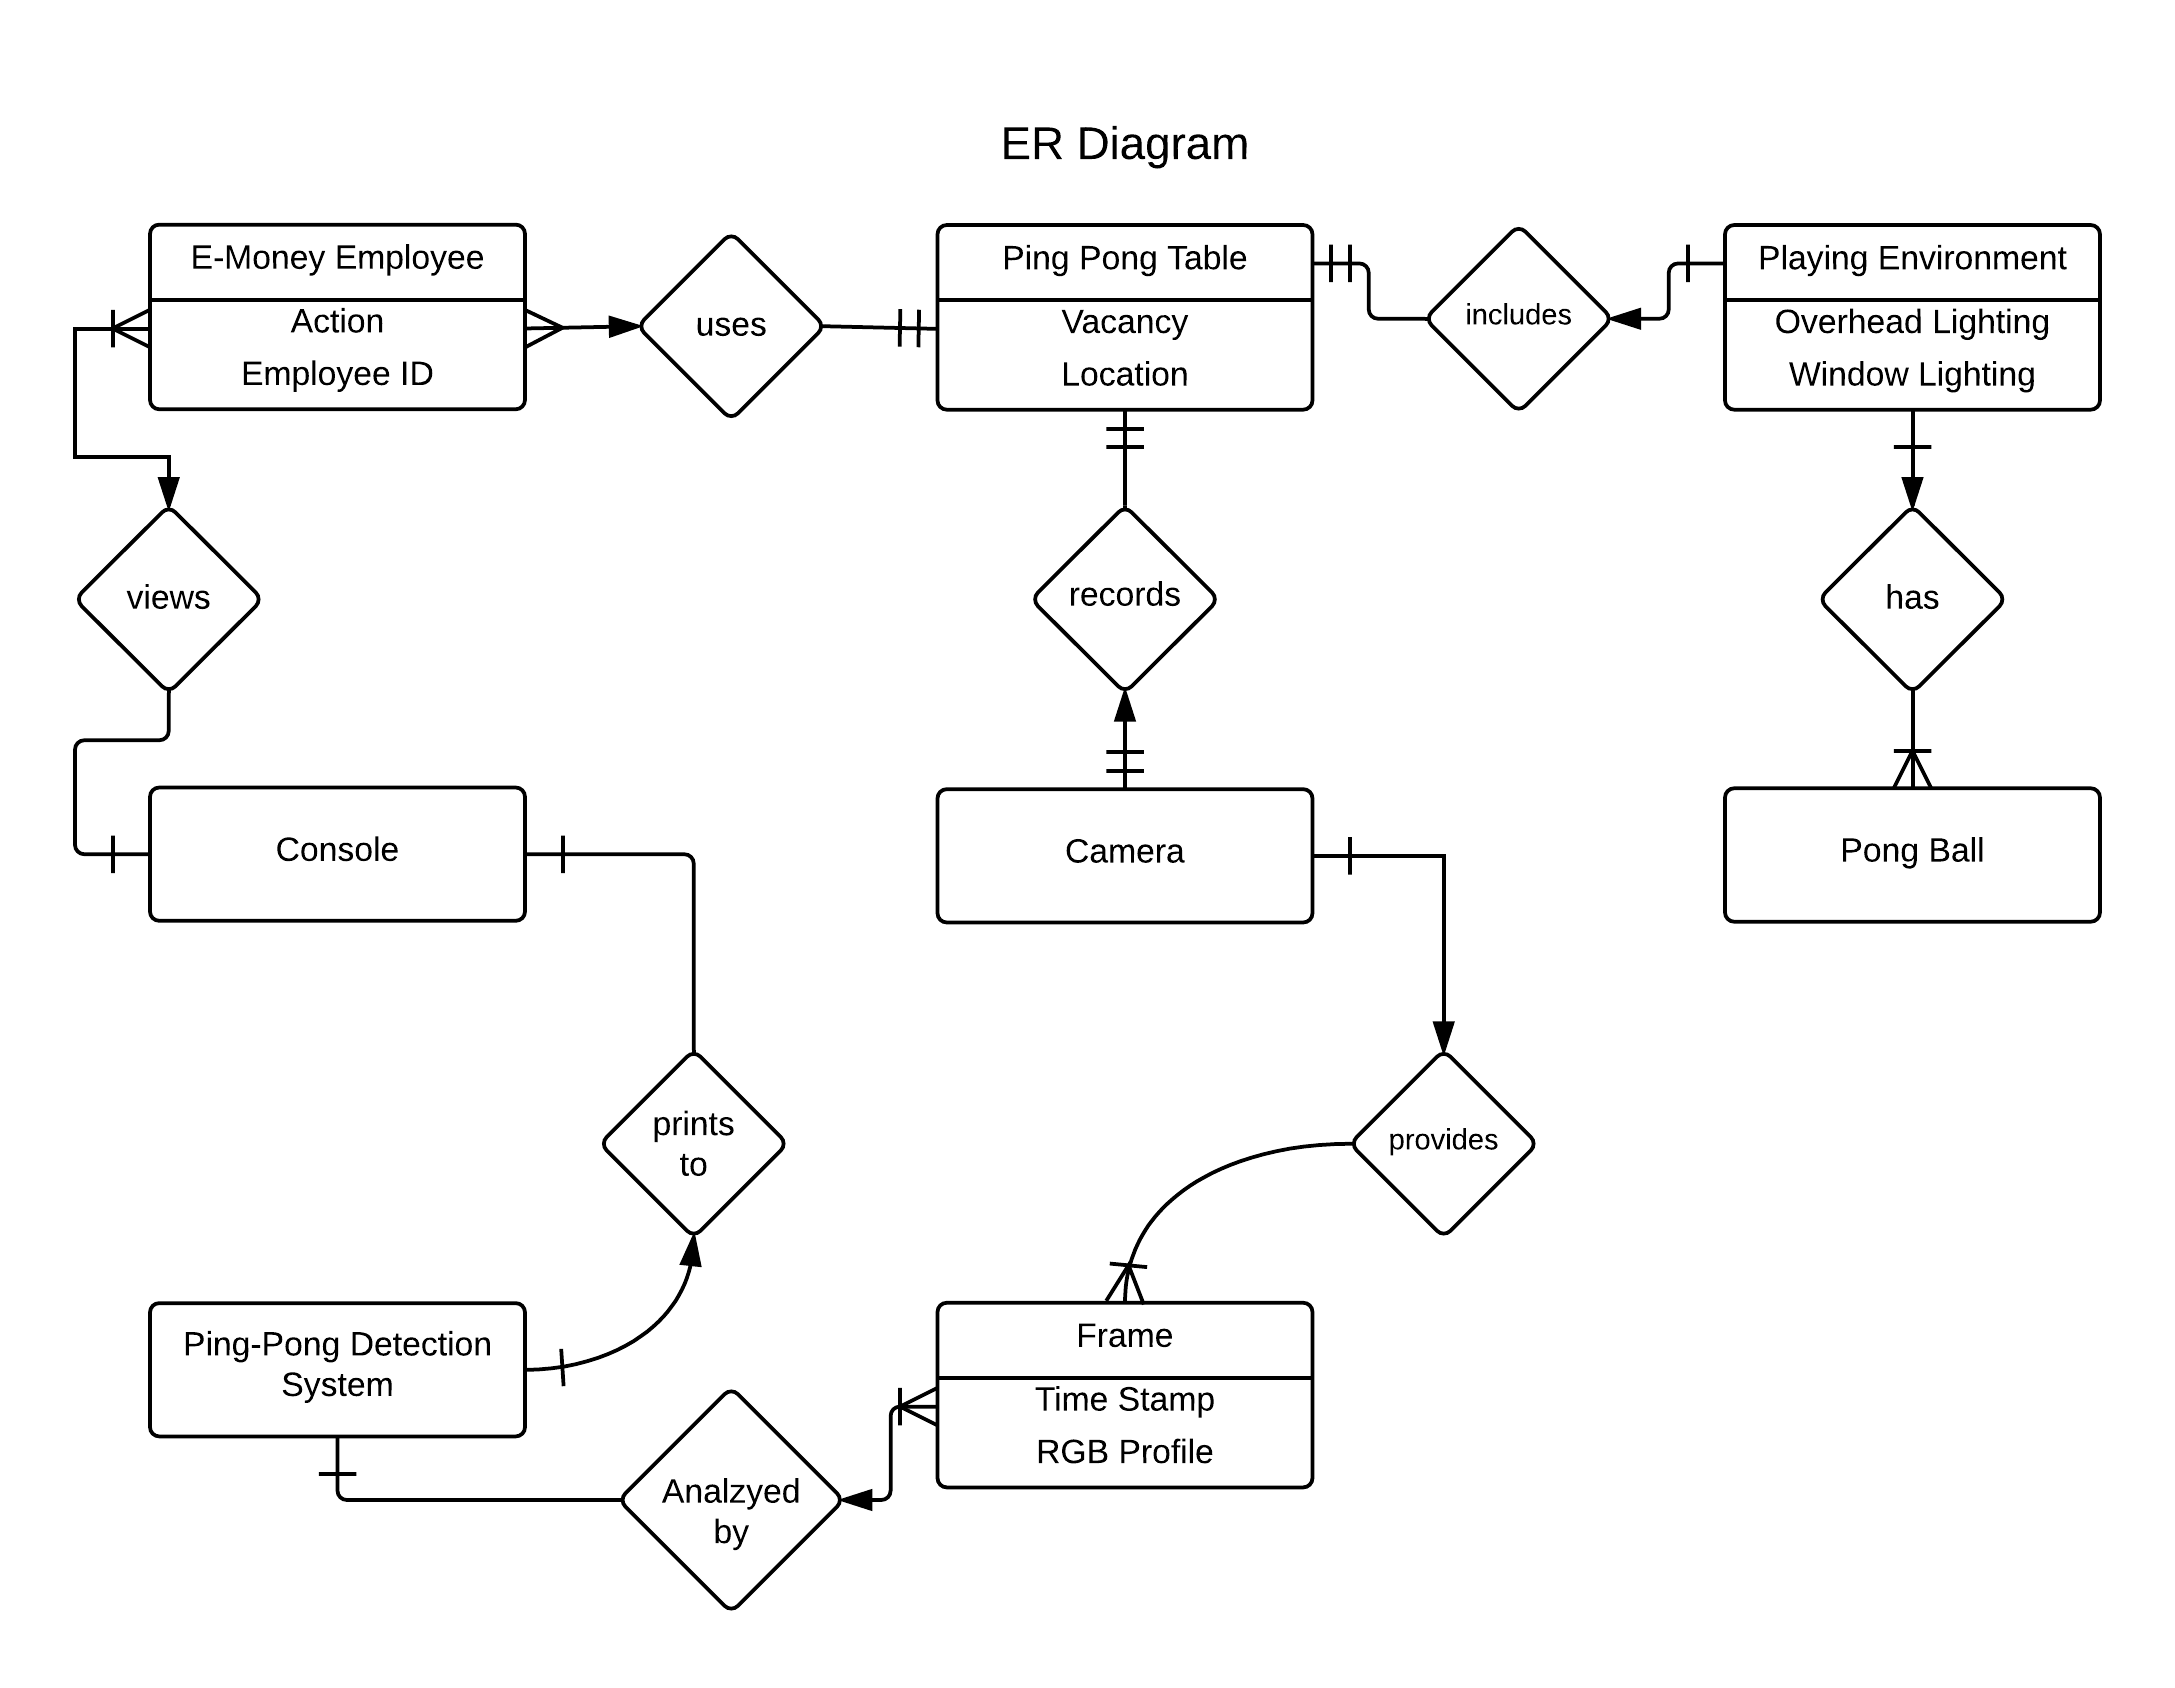 ER Diagram
E-Money Employee
Action
Employee ID
uses
Ping Pong Table
Vacancy
Location
includes
Playing Environment
Overhead Lighting
Window Lighting
views
records
has
Console
Camera
Pong Ball
prints
to
provides
Ping-Pong Detection
System
Frame
Time Stamp
RGB Profile
Analzyed
by